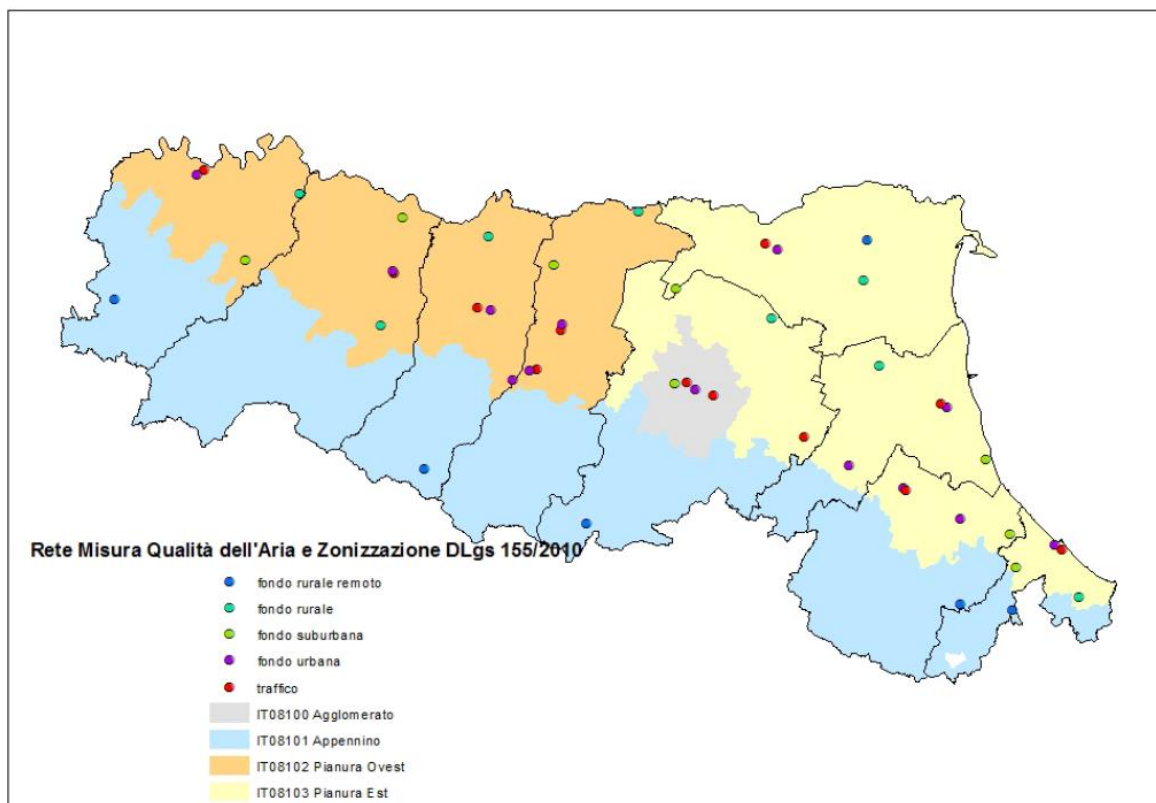 Rete Misura Qualità dell'Aria e Zonizzazione DLgs 155/2010
fondo rurale remoto
fondo rurale
fondo suburbana
fondo urbana
traffico
IT08100 Agglomerato
IT08101 Appennino
IT08102 Pianura Ovest
IT08103 Pianura Est